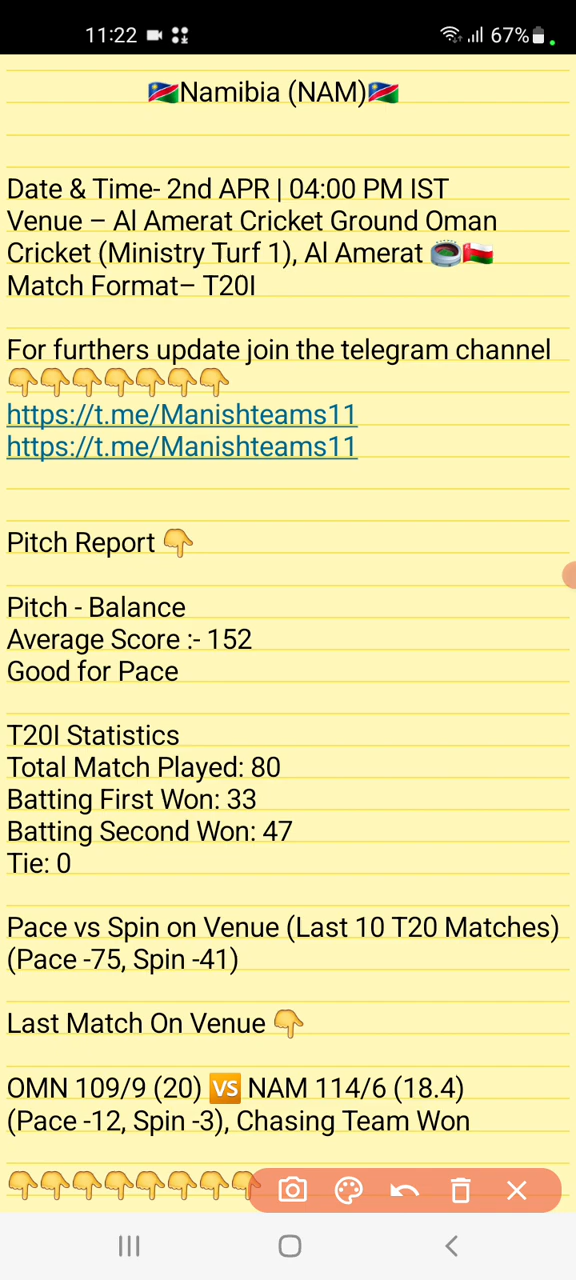 11:22 67%
🇳🇦Namibia (NAM)🇳🇦
Date & Time- 2nd APR | 04:00 PM IST
Venue – Al Amerat Cricket Ground Oman
Cricket (Ministry Turf 1), Al Amerat 🏟️🇴🇲
Match Format– T20I
For furthers update join the telegram channel
👇👇👇👇👇👇👇
https://t.me/Manishteams11
https://t.me/Manishteams11
Pitch Report 👇
Pitch - Balance
Average Score :- 152
Good for Pace
T20I Statistics
Total Match Played: 80
Batting First Won: 33
Batting Second Won: 47
Tie: 0
Pace vs Spin on Venue (Last 10 T20 Matches)
(Pace -75, Spin -41)
Last Match On Venue 👇
OMN 109/9 (20) 🆚 NAM 114/6 (18.4)
(Pace -12, Spin -3), Chasing Team Won
👇👇👇👇👇👇👇👇